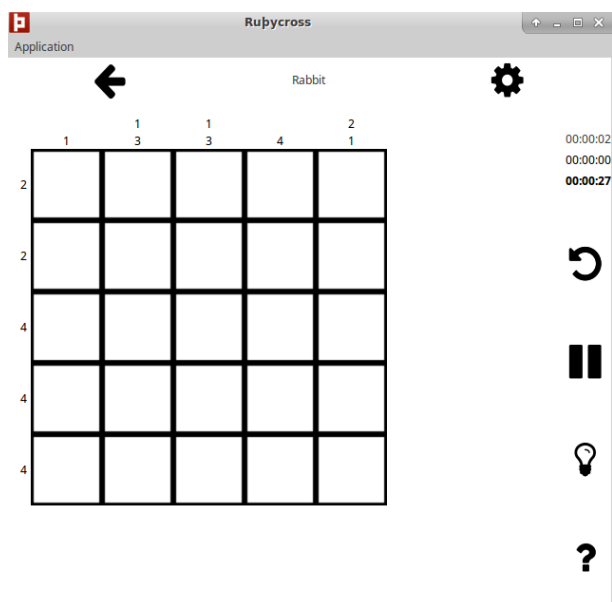 Ruþycross
Application
Rabbit
1 1 2
1 3 3 4 1
00:00:02
00:00:00
00:00:27
2
2
4
4
4
?